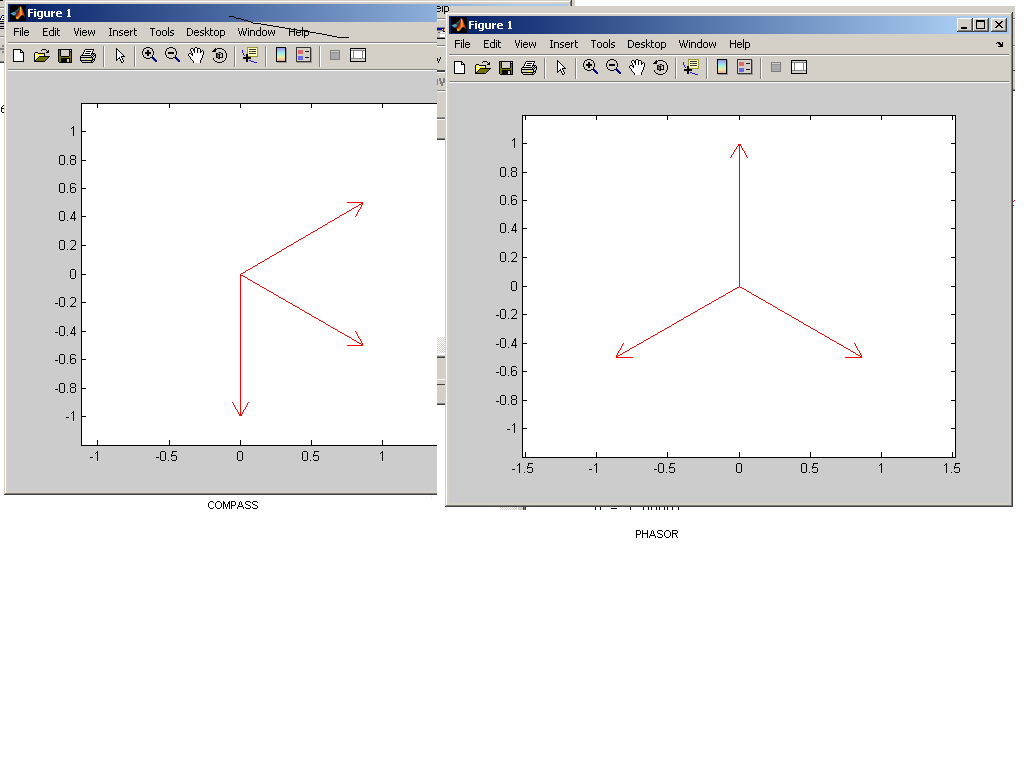 Figure 1
File Edit View Insert Tools Desktop Window Help
1
0.8
0.6
0.4
0.2
0
-0.2
-0.4
-0.6
-0.8
-1
-1 -0.5 0 0.5 1
COMPASS
Figure 1
File Edit View Insert Tools Desktop Window Help
1
0.8
0.6
0.4
0.2
0
-0.2
-0.4
-0.6
-0.8
-1
-1.5 -1 -0.5 0 0.5 1 1.5
PHASOR